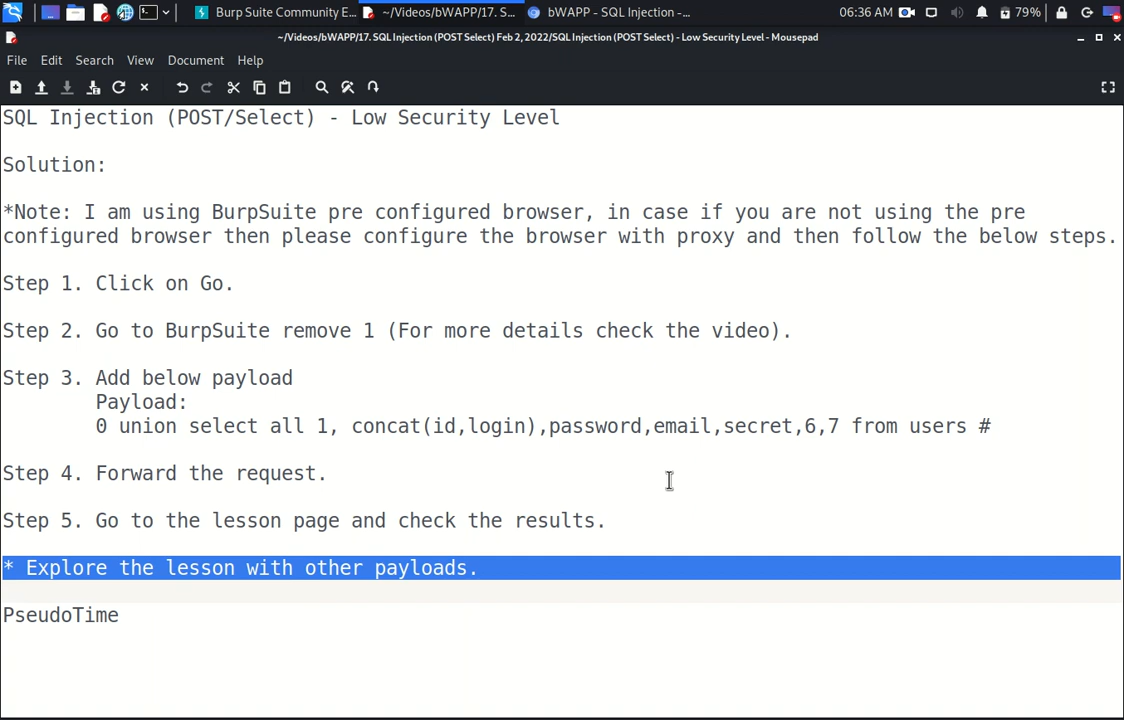 Burp Suite Community E... ~/Videos/bWAPP/17. S... bWAPP - SQL Injection -... 06:36 AM 79%
~/Videos/bWAPP/17. SQL Injection (POST Select) Feb 2, 2022/SQL Injection (POST Select) - Low Security Level - Mousepad
File Edit Search View Document Help
SQL Injection (POST/Select) - Low Security Level
Solution:
*Note: I am using BurpSuite pre configured browser, in case if you are not using the pre
configured browser then please configure the browser with proxy and then follow the below steps.
Step 1. Click on Go.
Step 2. Go to BurpSuite remove 1 (For more details check the video).
Step 3. Add below payload
Payload:
0 union select all 1, concat(id,login),password,email,secret,6,7 from users #
Step 4. Forward the request.
Step 5. Go to the lesson page and check the results.
* Explore the lesson with other payloads.
PseudoTime